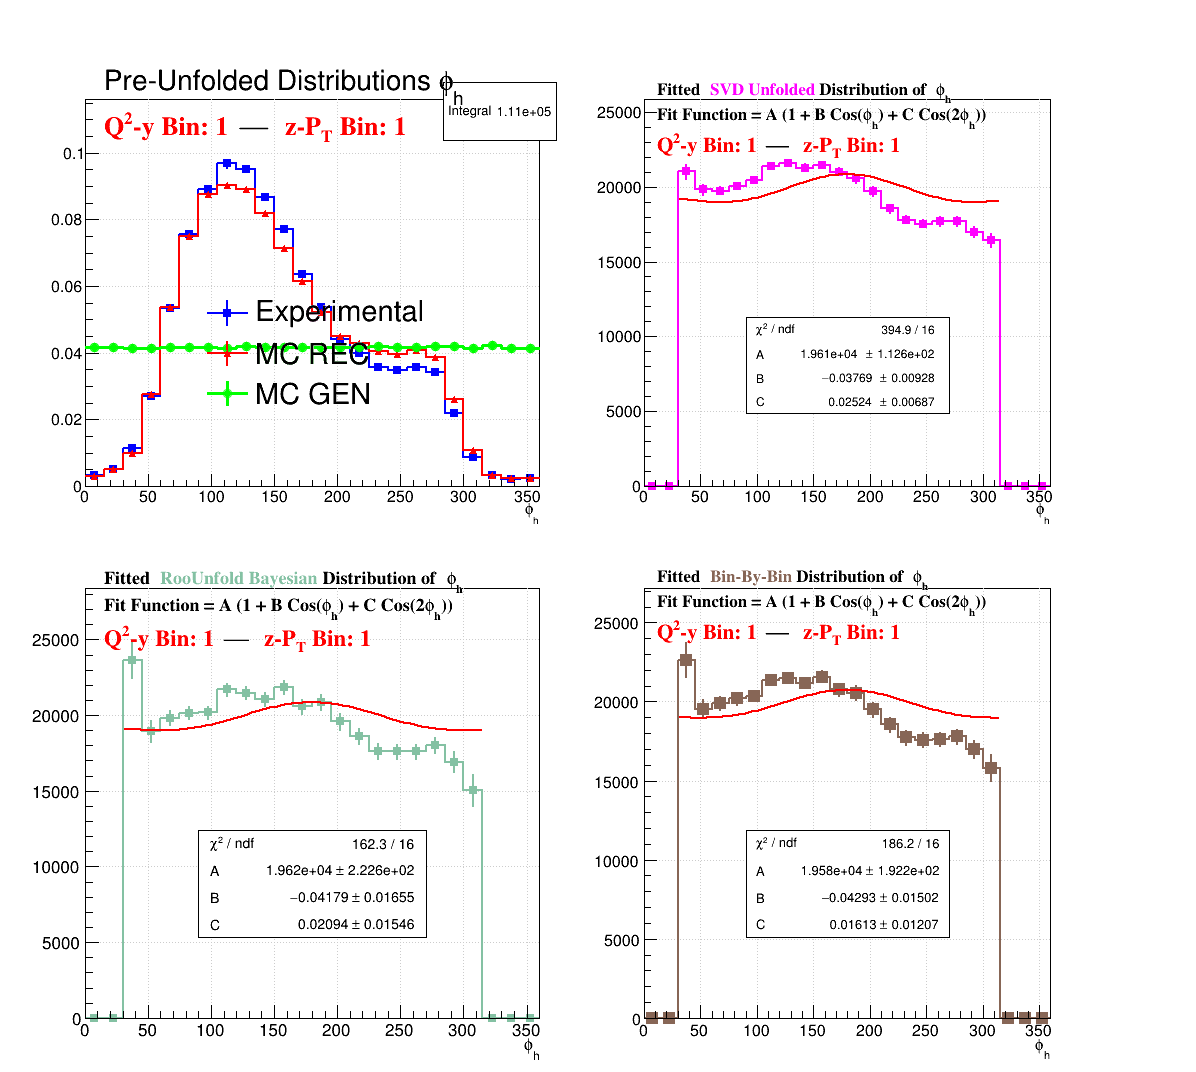 Pre-Unfolded Distributions ϕh
Integral 1.11e+05
Q²-y Bin: 1 — z-PT Bin: 1
0.1
0.08
0.06
0.04
0.02
0
Experimental
MC REC
MC GEN
0 50 100 150 200 250 300 350
ϕh
Fitted SVD Unfolded Distribution of ϕh
Fit Function = A (1 + B Cos(ϕh) + C Cos(2ϕh))
Q²-y Bin: 1 — z-PT Bin: 1
25000
20000
15000
10000
5000
0
χ² / ndf 394.9 / 16
A 1.961e+04 ± 1.126e+02
B −0.03769 ± 0.00928
C 0.02524 ± 0.00687
0 50 100 150 200 250 300 350
ϕh
Fitted RooUnfold Bayesian Distribution of ϕh
Fit Function = A (1 + B Cos(ϕh) + C Cos(2ϕh))
Q²-y Bin: 1 — z-PT Bin: 1
25000
20000
15000
10000
5000
0
χ² / ndf 162.3 / 16
A 1.962e+04 ± 2.226e+02
B −0.04179 ± 0.01655
C 0.02094 ± 0.01546
0 50 100 150 200 250 300 350
ϕh
Fitted Bin-By-Bin Distribution of ϕh
Fit Function = A (1 + B Cos(ϕh) + C Cos(2ϕh))
Q²-y Bin: 1 — z-PT Bin: 1
25000
20000
15000
10000
5000
0
χ² / ndf 186.2 / 16
A 1.958e+04 ± 1.922e+02
B −0.04293 ± 0.01502
C 0.01613 ± 0.01207
0 50 100 150 200 250 300 350
ϕh